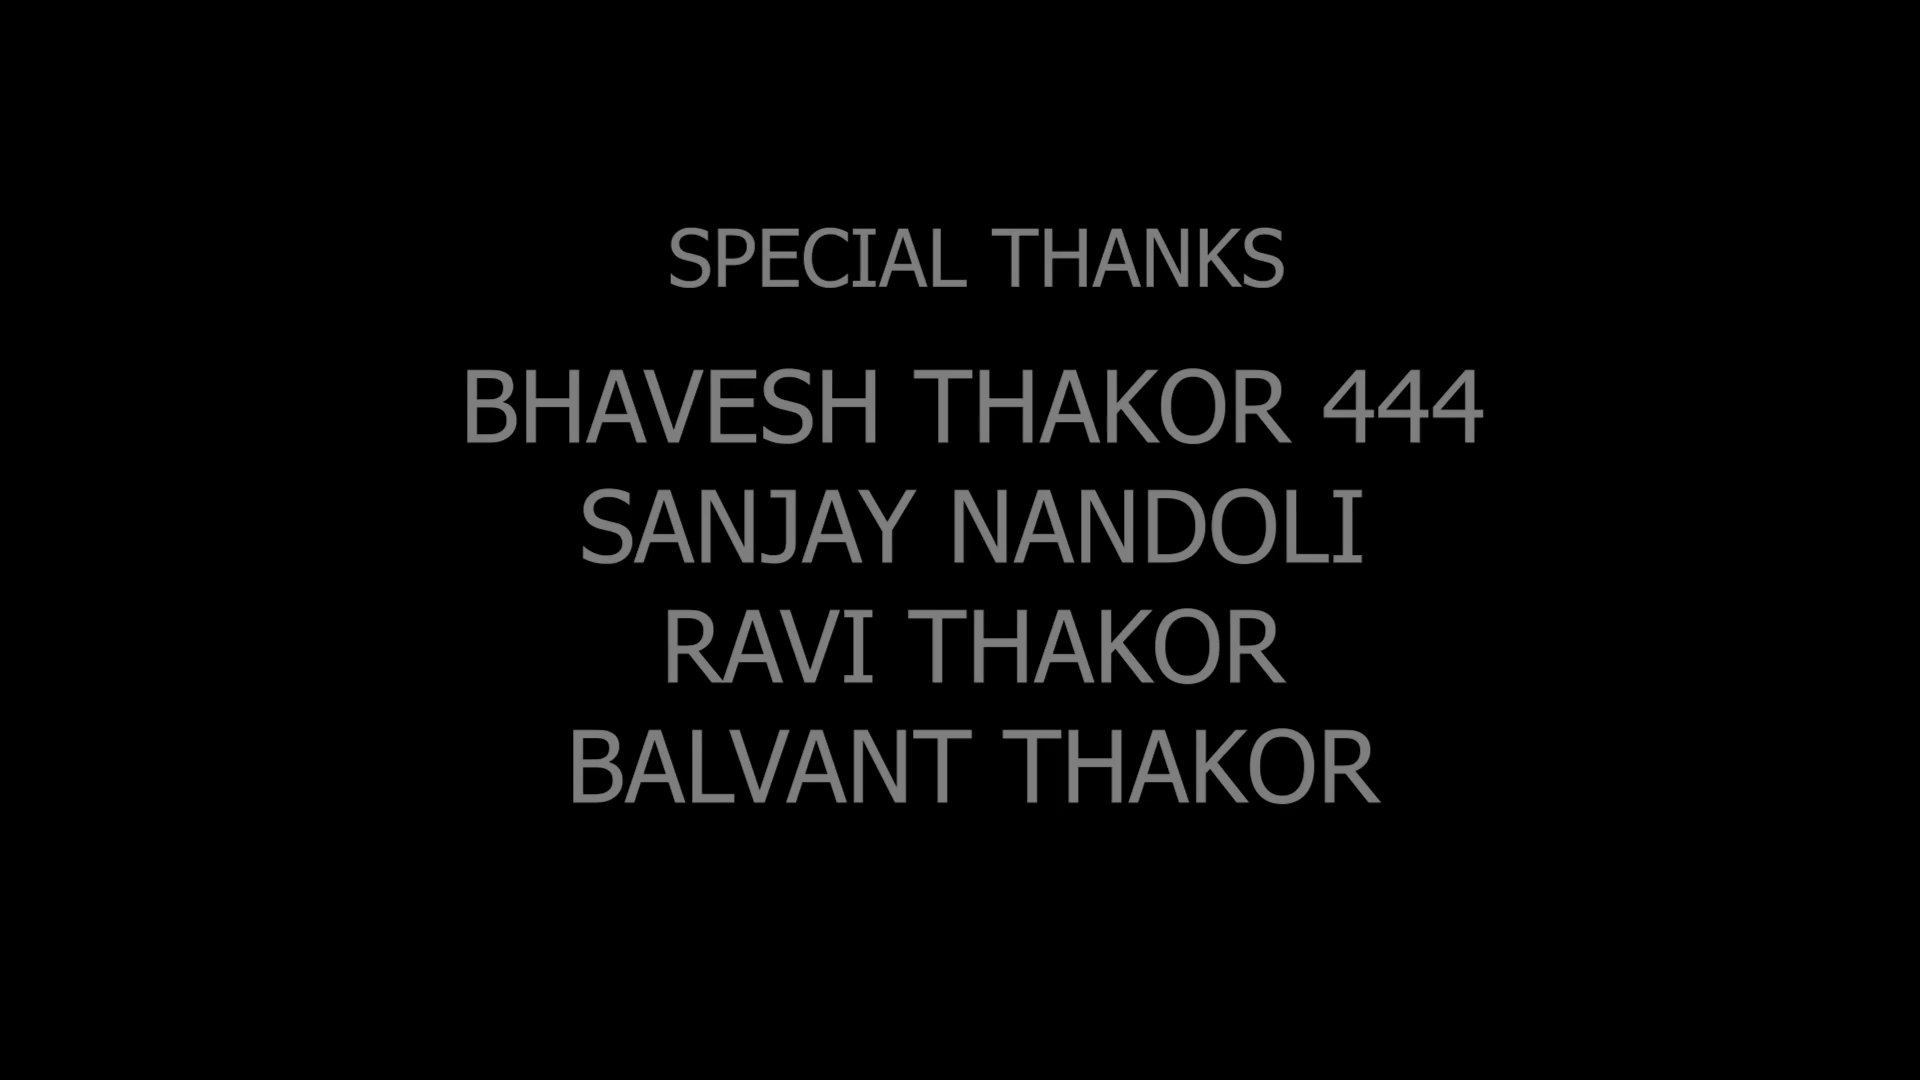 SPECIAL THANKS
BHAVESH THAKOR 444
SANJAY NANDOLI
RAVI THAKOR
BALVANT THAKOR